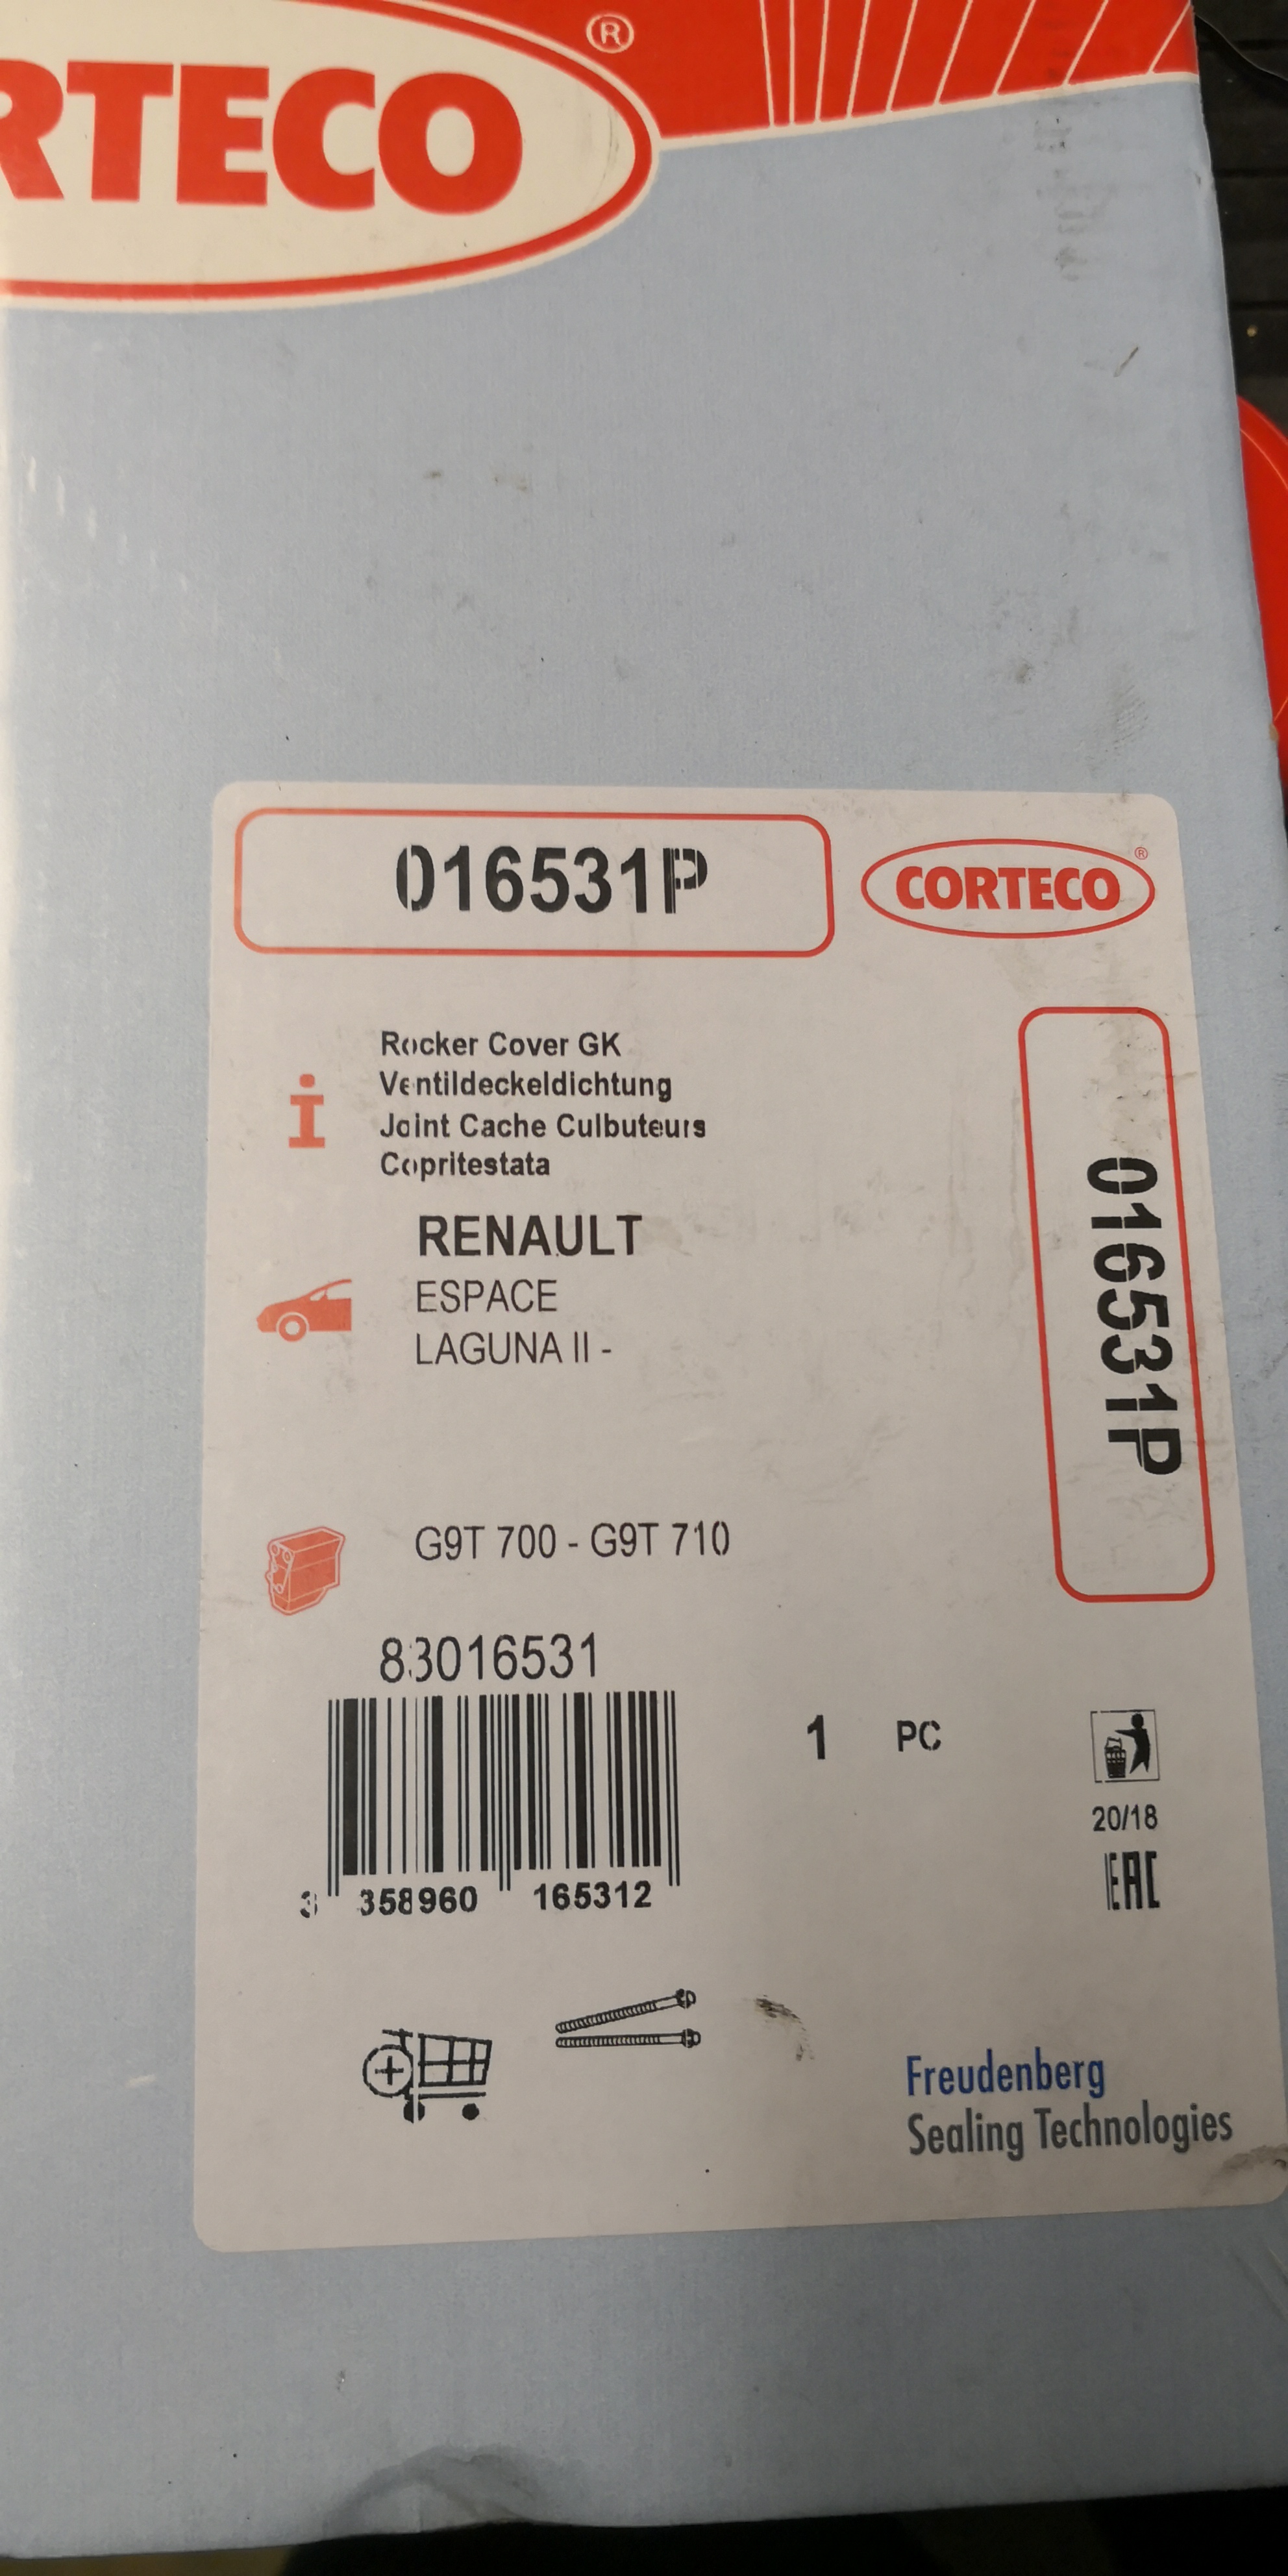 RTECO®
016531P
CORTECO®
Rocker Cover GK
Ventildeckeldichtung
Joint Cache Culbuteurs
Copritestata
RENAULT
ESPACE
LAGUNA II -
016531P
G9T 700 - G9T 710
83016531
1 PC
20/18
EAC
3 358960 165312
Freudenberg
Sealing Technologies